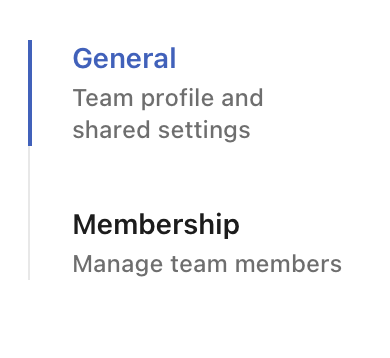 General
Team profile and
shared settings
Membership
Manage team members